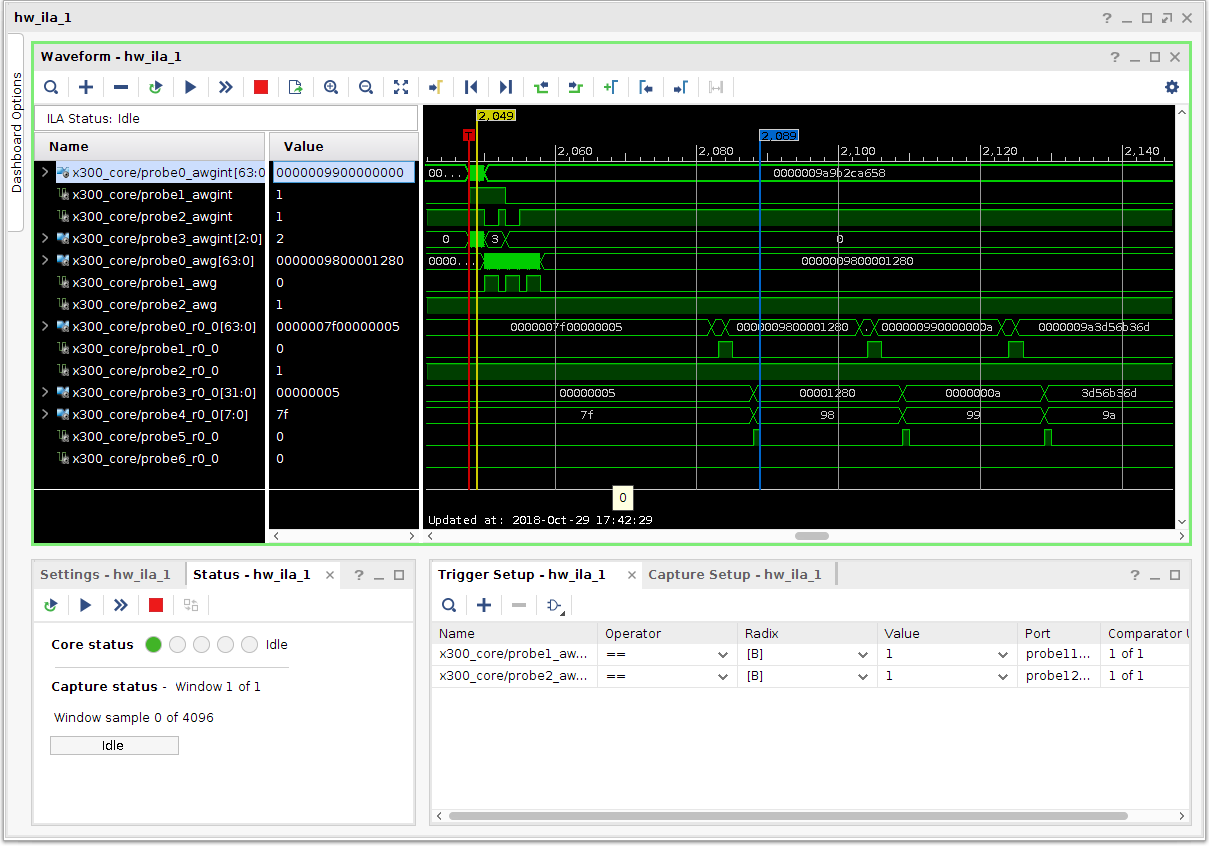 hw_ila_1
Dashboard Options
Waveform - hw_ila_1
ILA Status: Idle
Name Value
2,049
T 2,089
2,060 2,080 2,100 2,120 2,140
x300_core/probe0_awgint[63:0 0000009900000000 00... 0000009a9b2ca658
x300_core/probe1_awgint 1
x300_core/probe2_awgint 1
x300_core/probe3_awgint[2:0] 2 0 3 0
x300_core/probe0_awg[63:0] 0000009800001280 0000... 0000009800001280
x300_core/probe1_awg 0
x300_core/probe2_awg 1
x300_core/probe0_r0_0[63:0] 0000007f00000005 0000007f00000005 0000009800001280 . 000000990000000a 0000009a3d56b36d
x300_core/probe1_r0_0 0
x300_core/probe2_r0_0 1
x300_core/probe3_r0_0[31:0] 00000005 00000005 00001280 0000000a 3d56b36d
x300_core/probe4_r0_0[7:0] 7f 7f 98 99 9a
x300_core/probe5_r0_0 0
x300_core/probe6_r0_0 0
0
Updated at: 2018-Oct-29 17:42:29
Settings - hw_ila_1 Status - hw_ila_1
Core status Idle
Capture status - Window 1 of 1
Window sample 0 of 4096
Idle
Trigger Setup - hw_ila_1 Capture Setup - hw_ila_1
Name Operator Radix Value Port Comparator U
x300_core/probe1_aw... == [B] 1 probe11... 1 of 1
x300_core/probe2_aw... == [B] 1 probe12... 1 of 1